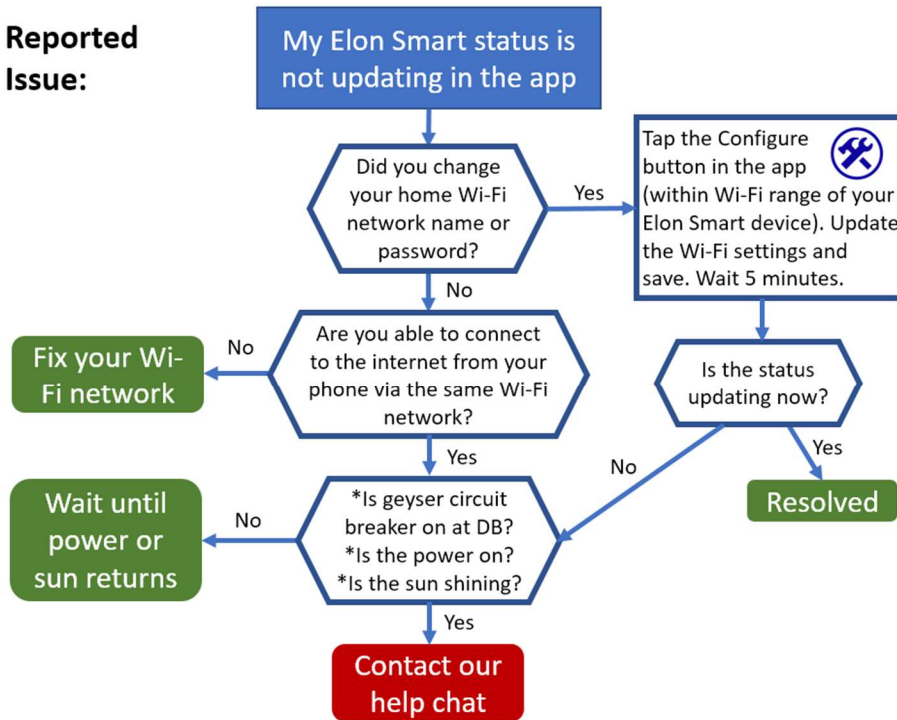 Reported
Issue:
My Elon Smart status is
not updating in the app
Did you change
your home Wi-Fi
network name or
password?
Yes
Tap the Configure
button in the app
(within Wi-Fi range of your
Elon Smart device). Update
the Wi-Fi settings and
save. Wait 5 minutes.
No
Are you able to connect
to the internet from your
phone via the same Wi-Fi
network?
No
Fix your Wi-
Fi network
Is the status
updating now?
Yes
No
Yes
Resolved
*Is geyser circuit
breaker on at DB?
*Is the power on?
*Is the sun shining?
No
Wait until
power or
sun returns
Yes
Contact our
help chat